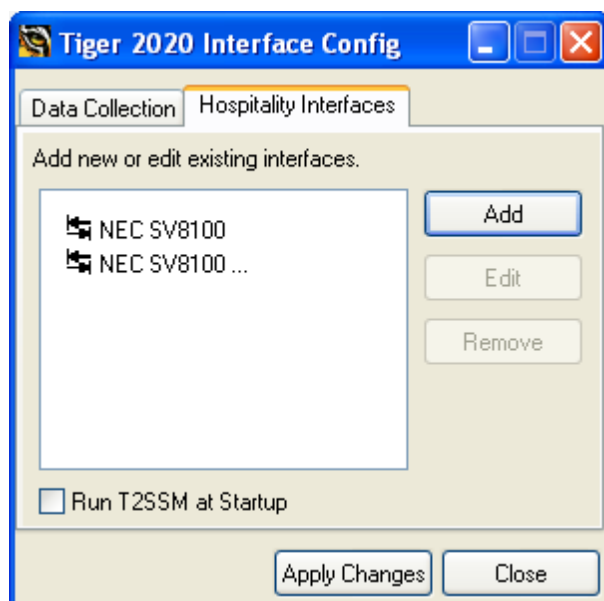 Tiger 2020 Interface Config
Data Collection
Hospitality Interfaces
Add new or edit existing interfaces.
NEC SV8100
NEC SV8100 ...
Add
Edit
Remove
Run T2SSM at Startup
Apply Changes
Close